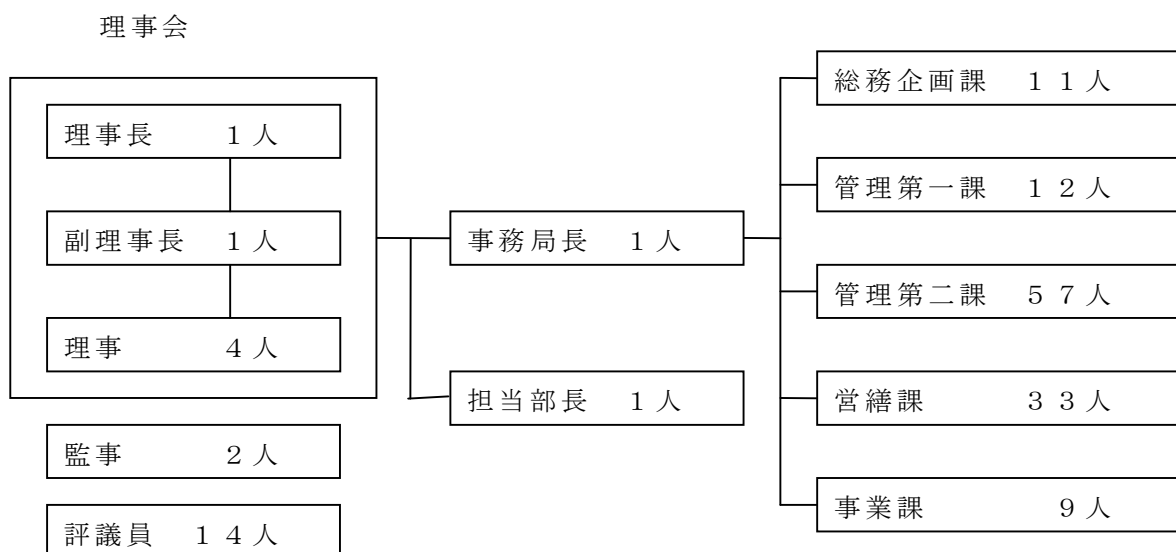 理事会
理事長　１人
副理事長　１人
理事　４人
監事　２人
評議員　１４人
事務局長　１人
担当部長　１人
総務企画課　１１人
管理第一課　１２人
管理第二課　５７人
営繕課　３３人
事業課　９人